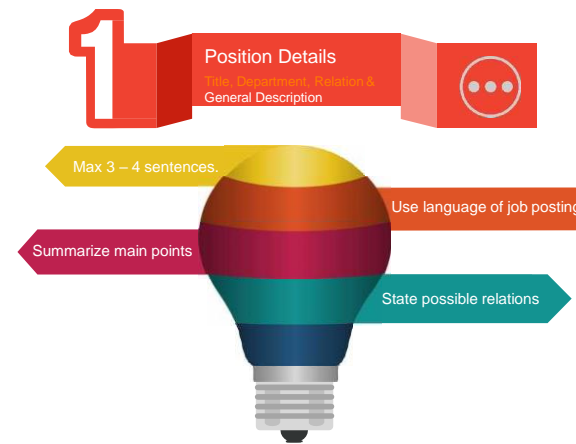 1
Position Details
Title, Department, Relation &
General Description
Max 3 – 4 sentences.
Use language of job posting
Summarize main points
State possible relations